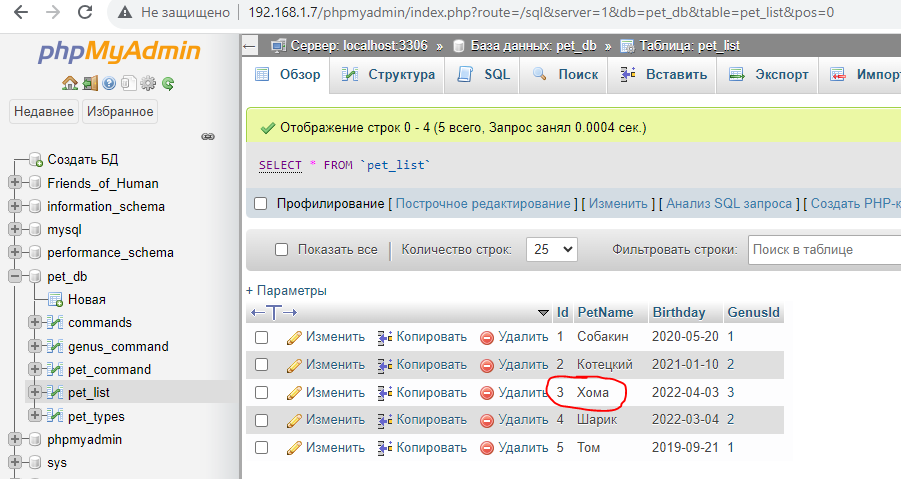 Не защищено 192.168.1.7/phpmyadmin/index.php?route=/sql&server=1&db=pet_db&table=pet_list&pos=0
phpMyAdmin
Недавнее Избранное
Создать БД
Friends_of_Human
information_schema
mysql
performance_schema
pet_db
Новая
commands
genus_command
pet_command
pet_list
pet_types
phpmyadmin
sys
Сервер: localhost:3306 » База данных: pet_db » Таблица: pet_list
Обзор Структура SQL Поиск Вставить Экспорт Импорт
Отображение строк 0 - 4 (5 всего, Запрос занял 0.0004 сек.)
SELECT * FROM `pet_list`
Профилирование [ Построчное редактирование ] [ Изменить ] [ Анализ SQL запроса ] [ Создать PHP-к
Показать все Количество строк: 25 Фильтровать строки: Поиск в таблице
+ Параметры
Id PetName Birthday GenusId
Изменить Копировать Удалить 1 Собакин 2020-05-20 1
Изменить Копировать Удалить 2 Котецкий 2021-01-10 2
Изменить Копировать Удалить 3 Хома 2022-04-03 3
Изменить Копировать Удалить 4 Шарик 2022-03-04 2
Изменить Копировать Удалить 5 Том 2019-09-21 1